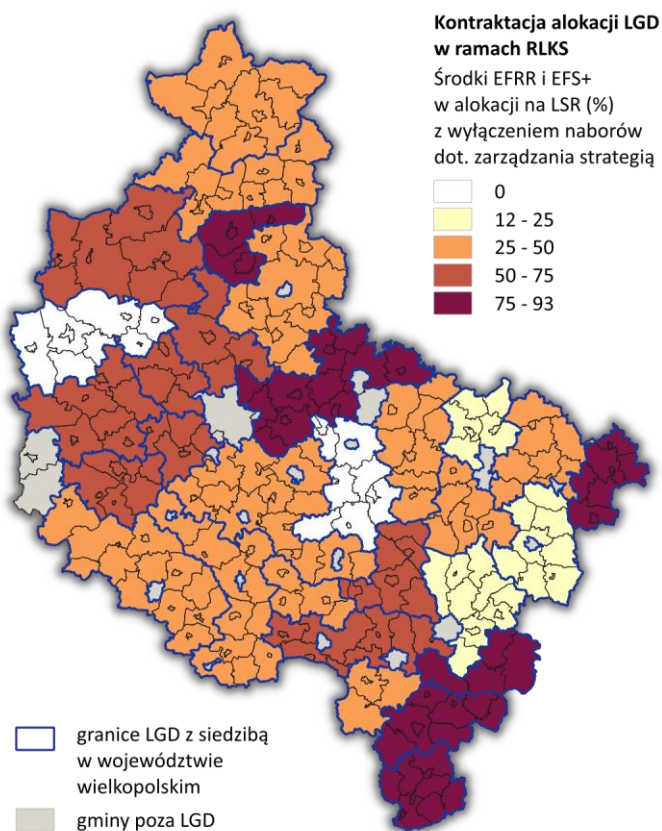 Kontraktacja alokacji LGD
w ramach RLKS
Środki EFRR i EFS+
w alokacji na LSR (%)
z wyłączeniem naborów
dot. zarządzania strategią
0
12 - 25
25 - 50
50 - 75
75 - 93
granice LGD z siedzibą
w województwie
wielkopolskim
gminy poza LGD